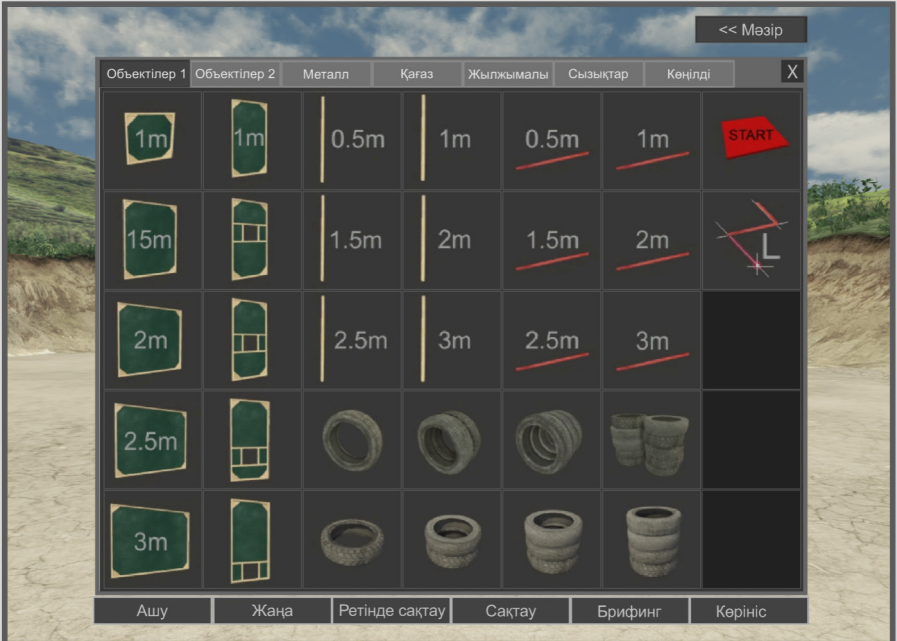 << Мәзір
Объектілер 1 Объектілер 2 Металл Қағаз Жылжымалы Сызықтар Көңілді X
1m 1m 0.5m 1m 0.5m 1m START
15m 1.5m 2m 1.5m 2m L
2m 2.5m 3m 2.5m 3m
2.5m
3m
Ашу Жаңа Ретінде сақтау Сақтау Брифинг Көрініс